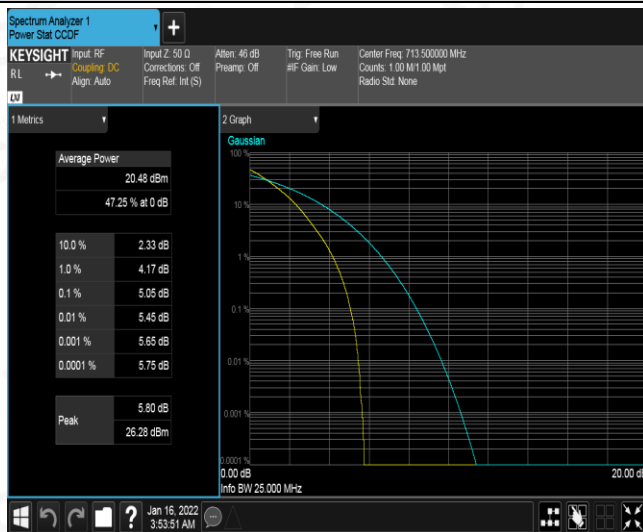 Spectrum Analyzer 1
Power Stat CCDF
+
KEYSIGHT
RL
LXI
Input: RF
Coupling: DC
Align: Auto
Input Z: 50 Ω
Corrections: Off
Freq Ref: Int (S)
Atten: 46 dB
Preamp: Off
Trig: Free Run
#IF Gain: Low
Center Freq: 713.500000 MHz
Counts: 1.00 M/1.00 Mpt
Radio Std: None
1 Metrics
Average Power
20.48 dBm
47.25 % at 0 dB
10.0 % 2.33 dB
1.0 % 4.17 dB
0.1 % 5.05 dB
0.01 % 5.45 dB
0.001 % 5.65 dB
0.0001 % 5.75 dB
Peak
5.80 dB
26.28 dBm
2 Graph
Gaussian
100 %
10 %
1 %
0.1 %
0.01 %
0.001 %
0.0001 %
0.00 dB
20.00 dB
Info BW 25.000 MHz
?
Jan 16, 2022
3:53:51 AM